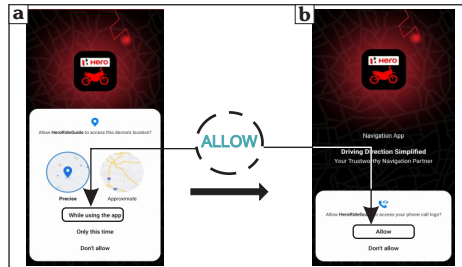 a
Hero
Allow HeroRideGuide to access this device's location?
Precise
Approximate
While using the app
Only this time
Don't allow
ALLOW
b
Hero
Navigation App
Driving Direction Simplified
Your Trustworthy Navigation Partner
Allow HeroRideGuide to access your phone call logs?
Allow
Don't allow